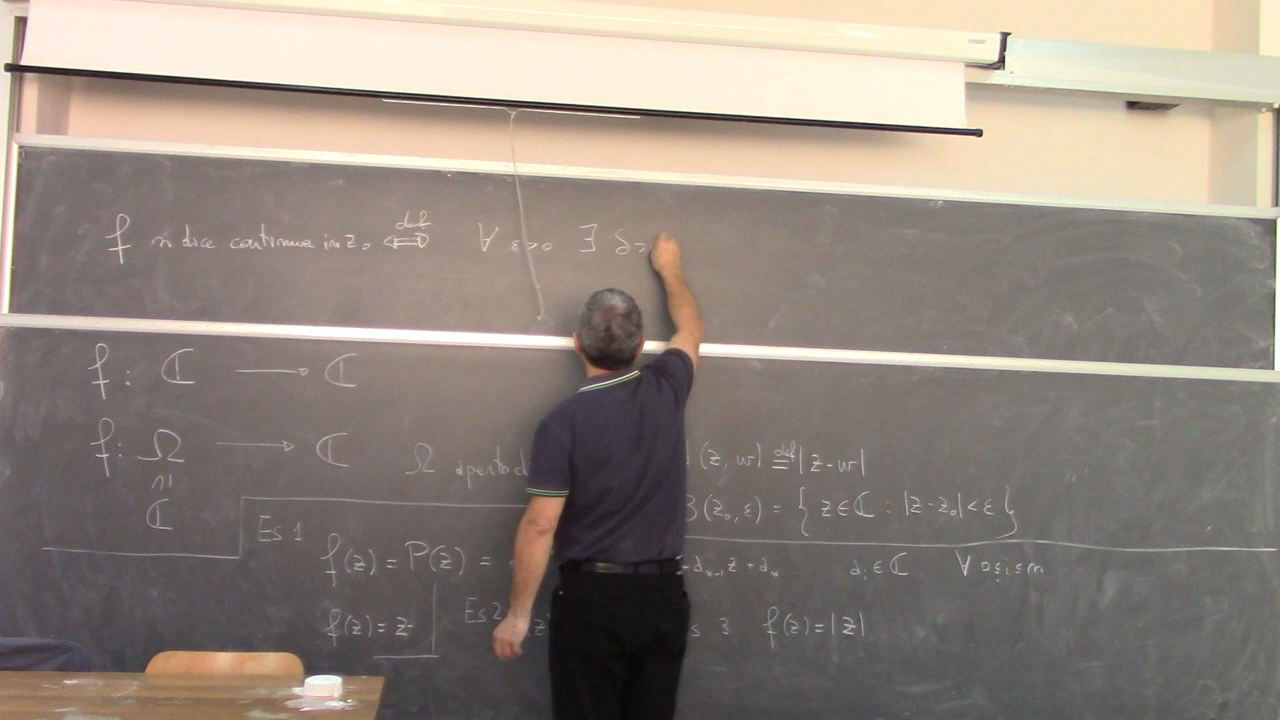 f si dice continua in z₀ ⟺ def ∀ ε>0 ∃ δ>
f: ℂ → ℂ
f: Ω → ℂ Ω aperto d (z, w) ≝ |z-w|
⊆
ℂ (z₀, ε) = { z∈ℂ : |z-z₀|<ε }
Es 1
f(z) = P(z) = +a_{n-1}z + a_n a_i ∈ ℂ ∀ 0≤i≤n
f(z) = z Es 2 3 f(z) = |z|